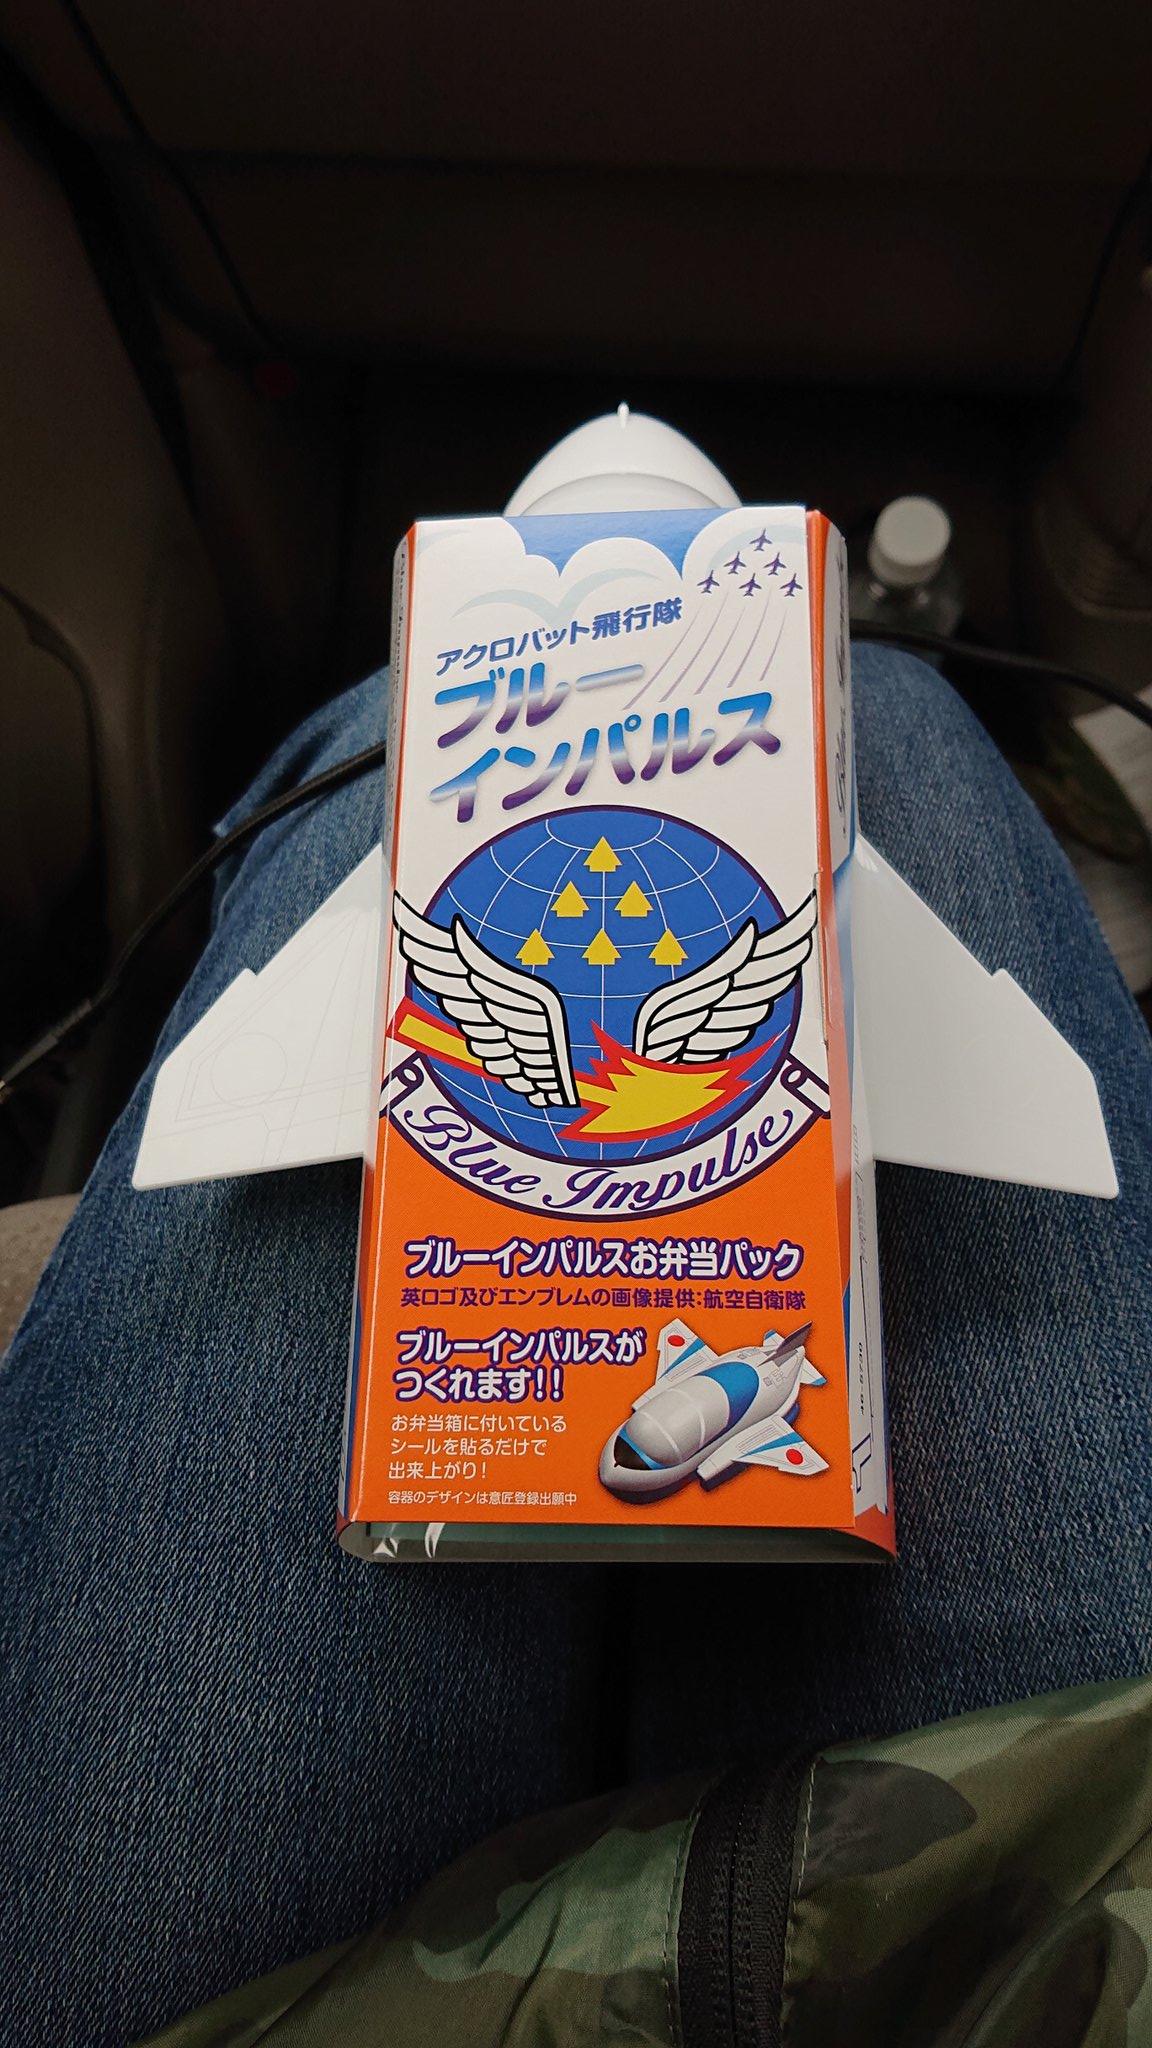 アクロバット飛行隊
ブルー
インパルス
Blue Impulse
ブルーインパルスお弁当パック
英ロゴ及びエンブレムの画像提供:航空自衛隊
ブルーインパルスが
つくれます!!
お弁当箱に付いている
シールを貼るだけで
出来上がり!
容器のデザインは意匠登録出願中